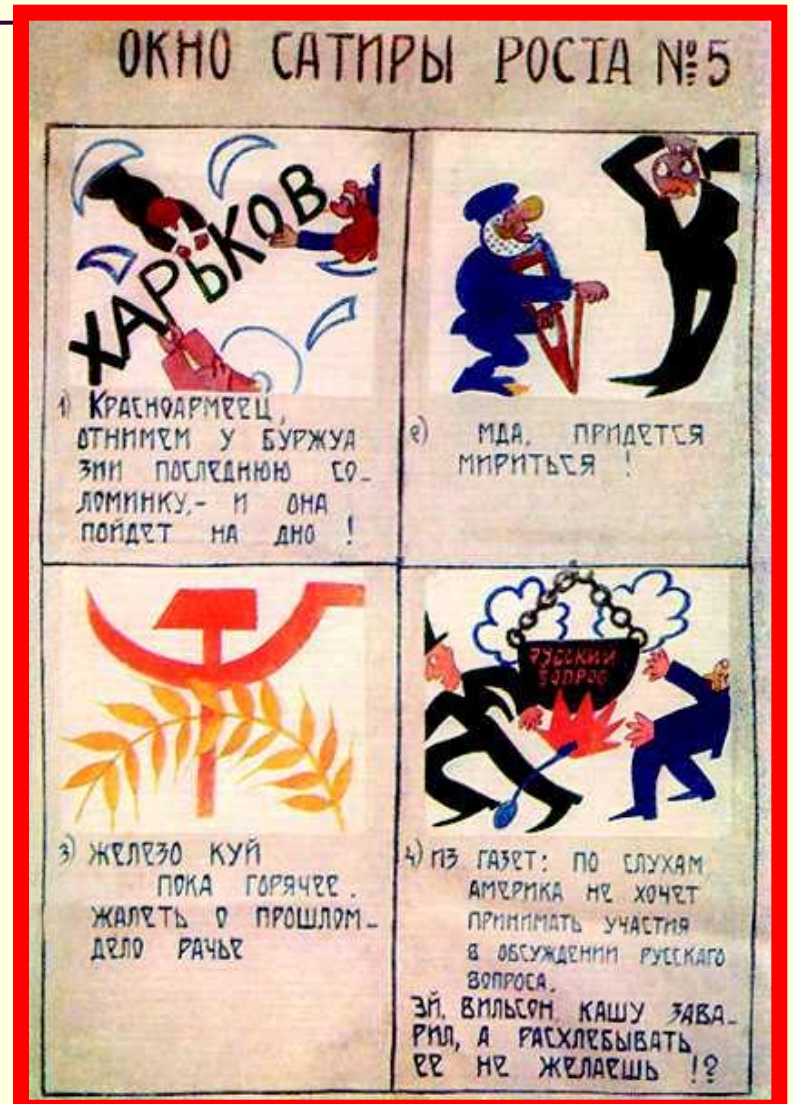 ОКНО САТИРЫ РОСТА №5
ХАРЬКОВ
1) КРАСНОАРМЕЕЦ,
ОТНИМЕМ У БУРЖУА
ЗИИ ПОСЛЕДНЮЮ СО-
ЛОМИНКУ,- И ОНА
ПОЙДЕТ НА ДНО !
2) МДА, ПРИДЕТСЯ
МИРИТЬСЯ !
3) ЖЕЛЕЗО КУЙ
ПОКА ГОРЯЧЕЕ.
ЖАЛЕТЬ О ПРОШЛОМ-
ДЕЛО РАЧЬЕ
РУССКИЙ
ВОПРОС
4) ИЗ ГАЗЕТ: ПО СЛУХАМ
АМЕРИКА НЕ ХОЧЕТ
ПРИНИМАТЬ УЧАСТИЯ
В ОБСУЖДЕНИИ РУССКАГО
ВОПРОСА.
ЭЙ, ВИЛЬСОН, КАШУ ЗАВА-
РИЛ, А РАСХЛЕБЫВАТЬ
ЕЕ НЕ ЖЕЛАЕШЬ !?